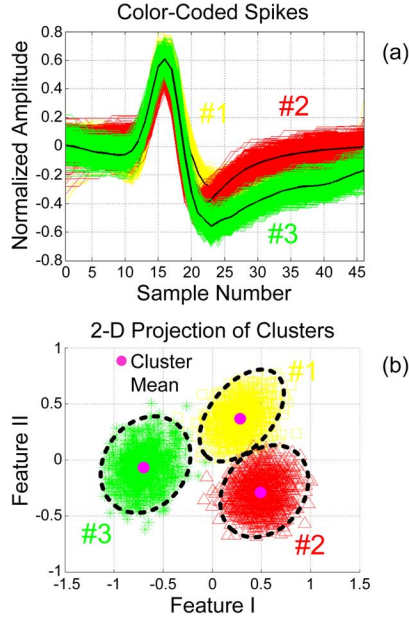 Color-Coded Spikes
(a)
Normalized Amplitude
0.8
0.6
0.4
0.2
0
-0.2
-0.4
-0.6
-0.8
#1
#2
#3
0 5 10 15 20 25 30 35 40 45
Sample Number
2-D Projection of Clusters
(b)
Feature II
1
0.5
0
-0.5
-1
Cluster
Mean
#1
#3
#2
-1.5 -1 -0.5 0 0.5 1 1.5
Feature I